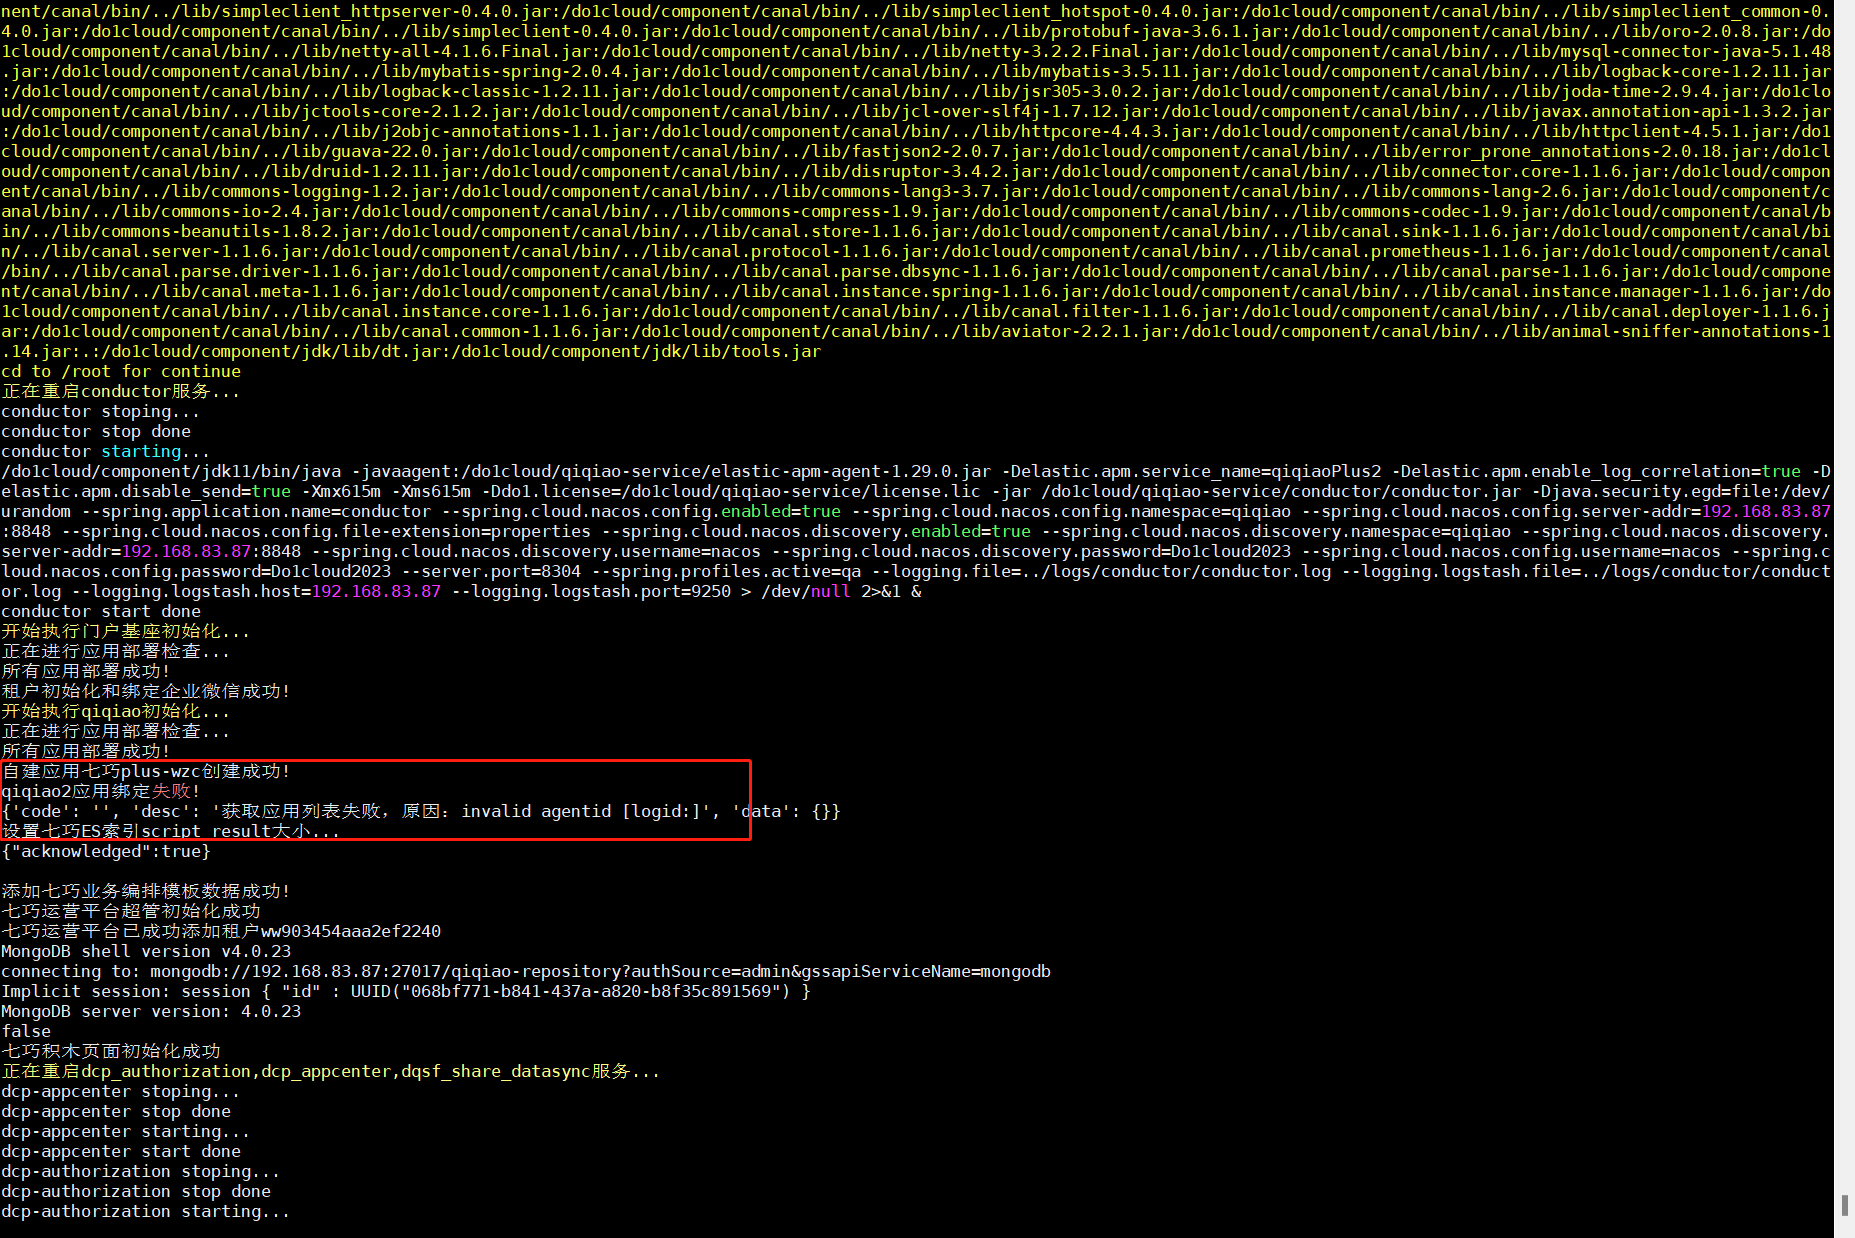 nent/canal/bin/../lib/simpleclient_httpserver-0.4.0.jar:/do1cloud/component/canal/bin/../lib/simpleclient_hotspot-0.4.0.jar:/do1cloud/component/canal/bin/../lib/simpleclient_common-0.
4.0.jar:/do1cloud/component/canal/bin/../lib/simpleclient-0.4.0.jar:/do1cloud/component/canal/bin/../lib/protobuf-java-3.6.1.jar:/do1cloud/component/canal/bin/../lib/oro-2.0.8.jar:/do
1cloud/component/canal/bin/../lib/netty-all-4.1.6.Final.jar:/do1cloud/component/canal/bin/../lib/netty-3.2.2.Final.jar:/do1cloud/component/canal/bin/../lib/mysql-connector-java-5.1.48
.jar:/do1cloud/component/canal/bin/../lib/mybatis-spring-2.0.4.jar:/do1cloud/component/canal/bin/../lib/mybatis-3.5.11.jar:/do1cloud/component/canal/bin/../lib/logback-core-1.2.11.jar
:/do1cloud/component/canal/bin/../lib/logback-classic-1.2.11.jar:/do1cloud/component/canal/bin/../lib/jsr305-3.0.2.jar:/do1cloud/component/canal/bin/../lib/joda-time-2.9.4.jar:/do1clo
ud/component/canal/bin/../lib/jctools-core-2.1.2.jar:/do1cloud/component/canal/bin/../lib/jcl-over-slf4j-1.7.12.jar:/do1cloud/component/canal/bin/../lib/javax.annotation-api-1.3.2.jar
:/do1cloud/component/canal/bin/../lib/j2objc-annotations-1.1.jar:/do1cloud/component/canal/bin/../lib/httpcore-4.4.3.jar:/do1cloud/component/canal/bin/../lib/httpclient-4.5.1.jar:/do1
cloud/component/canal/bin/../lib/guava-22.0.jar:/do1cloud/component/canal/bin/../lib/fastjson2-2.0.7.jar:/do1cloud/component/canal/bin/../lib/error_prone_annotations-2.0.18.jar:/do1cl
oud/component/canal/bin/../lib/druid-1.2.11.jar:/do1cloud/component/canal/bin/../lib/disruptor-3.4.2.jar:/do1cloud/component/canal/bin/../lib/connector.core-1.1.6.jar:/do1cloud/compon
ent/canal/bin/../lib/commons-logging-1.2.jar:/do1cloud/component/canal/bin/../lib/commons-lang3-3.7.jar:/do1cloud/component/canal/bin/../lib/commons-lang-2.6.jar:/do1cloud/component/c
anal/bin/../lib/commons-io-2.4.jar:/do1cloud/component/canal/bin/../lib/commons-compress-1.9.jar:/do1cloud/component/canal/bin/../lib/commons-codec-1.9.jar:/do1cloud/component/canal/b
in/../lib/commons-beanutils-1.8.2.jar:/do1cloud/component/canal/bin/../lib/canal.store-1.1.6.jar:/do1cloud/component/canal/bin/../lib/canal.sink-1.1.6.jar:/do1cloud/component/canal/bi
n/../lib/canal.server-1.1.6.jar:/do1cloud/component/canal/bin/../lib/canal.protocol-1.1.6.jar:/do1cloud/component/canal/bin/../lib/canal.prometheus-1.1.6.jar:/do1cloud/component/canal
/bin/../lib/canal.parse.driver-1.1.6.jar:/do1cloud/component/canal/bin/../lib/canal.parse.dbsync-1.1.6.jar:/do1cloud/component/canal/bin/../lib/canal.parse-1.1.6.jar:/do1cloud/compone
nt/canal/bin/../lib/canal.meta-1.1.6.jar:/do1cloud/component/canal/bin/../lib/canal.instance.spring-1.1.6.jar:/do1cloud/component/canal/bin/../lib/canal.instance.manager-1.1.6.jar:/do
1cloud/component/canal/bin/../lib/canal.instance.core-1.1.6.jar:/do1cloud/component/canal/bin/../lib/canal.filter-1.1.6.jar:/do1cloud/component/canal/bin/../lib/canal.deployer-1.1.6.j
ar:/do1cloud/component/canal/bin/../lib/canal.common-1.1.6.jar:/do1cloud/component/canal/bin/../lib/aviator-2.2.1.jar:/do1cloud/component/canal/bin/../lib/animal-sniffer-annotations-1
.14.jar:.:/do1cloud/component/jdk/lib/dt.jar:/do1cloud/component/jdk/lib/tools.jar
cd to /root for continue
正在重启conductor服务...
conductor stoping...
conductor stop done
conductor starting...
/do1cloud/component/jdk11/bin/java -javaagent:/do1cloud/qiqiao-service/elastic-apm-agent-1.29.0.jar -Delastic.apm.service_name=qiqiaoPlus2 -Delastic.apm.enable_log_correlation=true -D
elastic.apm.disable_send=true -Xmx615m -Xms615m -Ddo1.license=/do1cloud/qiqiao-service/license.lic -jar /do1cloud/qiqiao-service/conductor/conductor.jar -Djava.security.egd=file:/dev/
urandom --spring.application.name=conductor --spring.cloud.nacos.config.enabled=true --spring.cloud.nacos.config.namespace=qiqiao --spring.cloud.nacos.config.server-addr=192.168.83.87
:8848 --spring.cloud.nacos.config.file-extension=properties --spring.cloud.nacos.discovery.enabled=true --spring.cloud.nacos.discovery.namespace=qiqiao --spring.cloud.nacos.discovery.
server-addr=192.168.83.87:8848 --spring.cloud.nacos.discovery.username=nacos --spring.cloud.nacos.discovery.password=Do1cloud2023 --spring.cloud.nacos.config.username=nacos --spring.c
loud.nacos.config.password=Do1cloud2023 --server.port=8304 --spring.profiles.active=qa --logging.file=../logs/conductor/conductor.log --logging.logstash.file=../logs/conductor/conduct
or.log --logging.logstash.host=192.168.83.87 --logging.logstash.port=9250 > /dev/null 2>&1 &
conductor start done
开始执行门户基座初始化...
正在进行应用部署检查...
所有应用部署成功!
租户初始化和绑定企业微信成功!
开始执行qiqiao初始化...
正在进行应用部署检查...
所有应用部署成功!
自建应用七巧plus-wzc创建成功!
qiqiao2应用绑定失败!
{'code': '', 'desc': '获取应用列表失败，原因：invalid agentid [logid:]', 'data': {}}
设置七巧ES索引script result大小...
{"acknowledged":true}
添加七巧业务编排模板数据成功!
七巧运营平台超管初始化成功
七巧运营平台已成功添加租户ww903454aaa2ef2240
MongoDB shell version v4.0.23
connecting to: mongodb://192.168.83.87:27017/qiqiao-repository?authSource=admin&gssapiServiceName=mongodb
Implicit session: session { "id" : UUID("068bf771-b841-437a-a820-b8f35c891569") }
MongoDB server version: 4.0.23
false
七巧积木页面初始化成功
正在重启dcp_authorization,dcp_appcenter,dqsf_share_datasync服务...
dcp-appcenter stoping...
dcp-appcenter stop done
dcp-appcenter starting...
dcp-appcenter start done
dcp-authorization stoping...
dcp-authorization stop done
dcp-authorization starting...